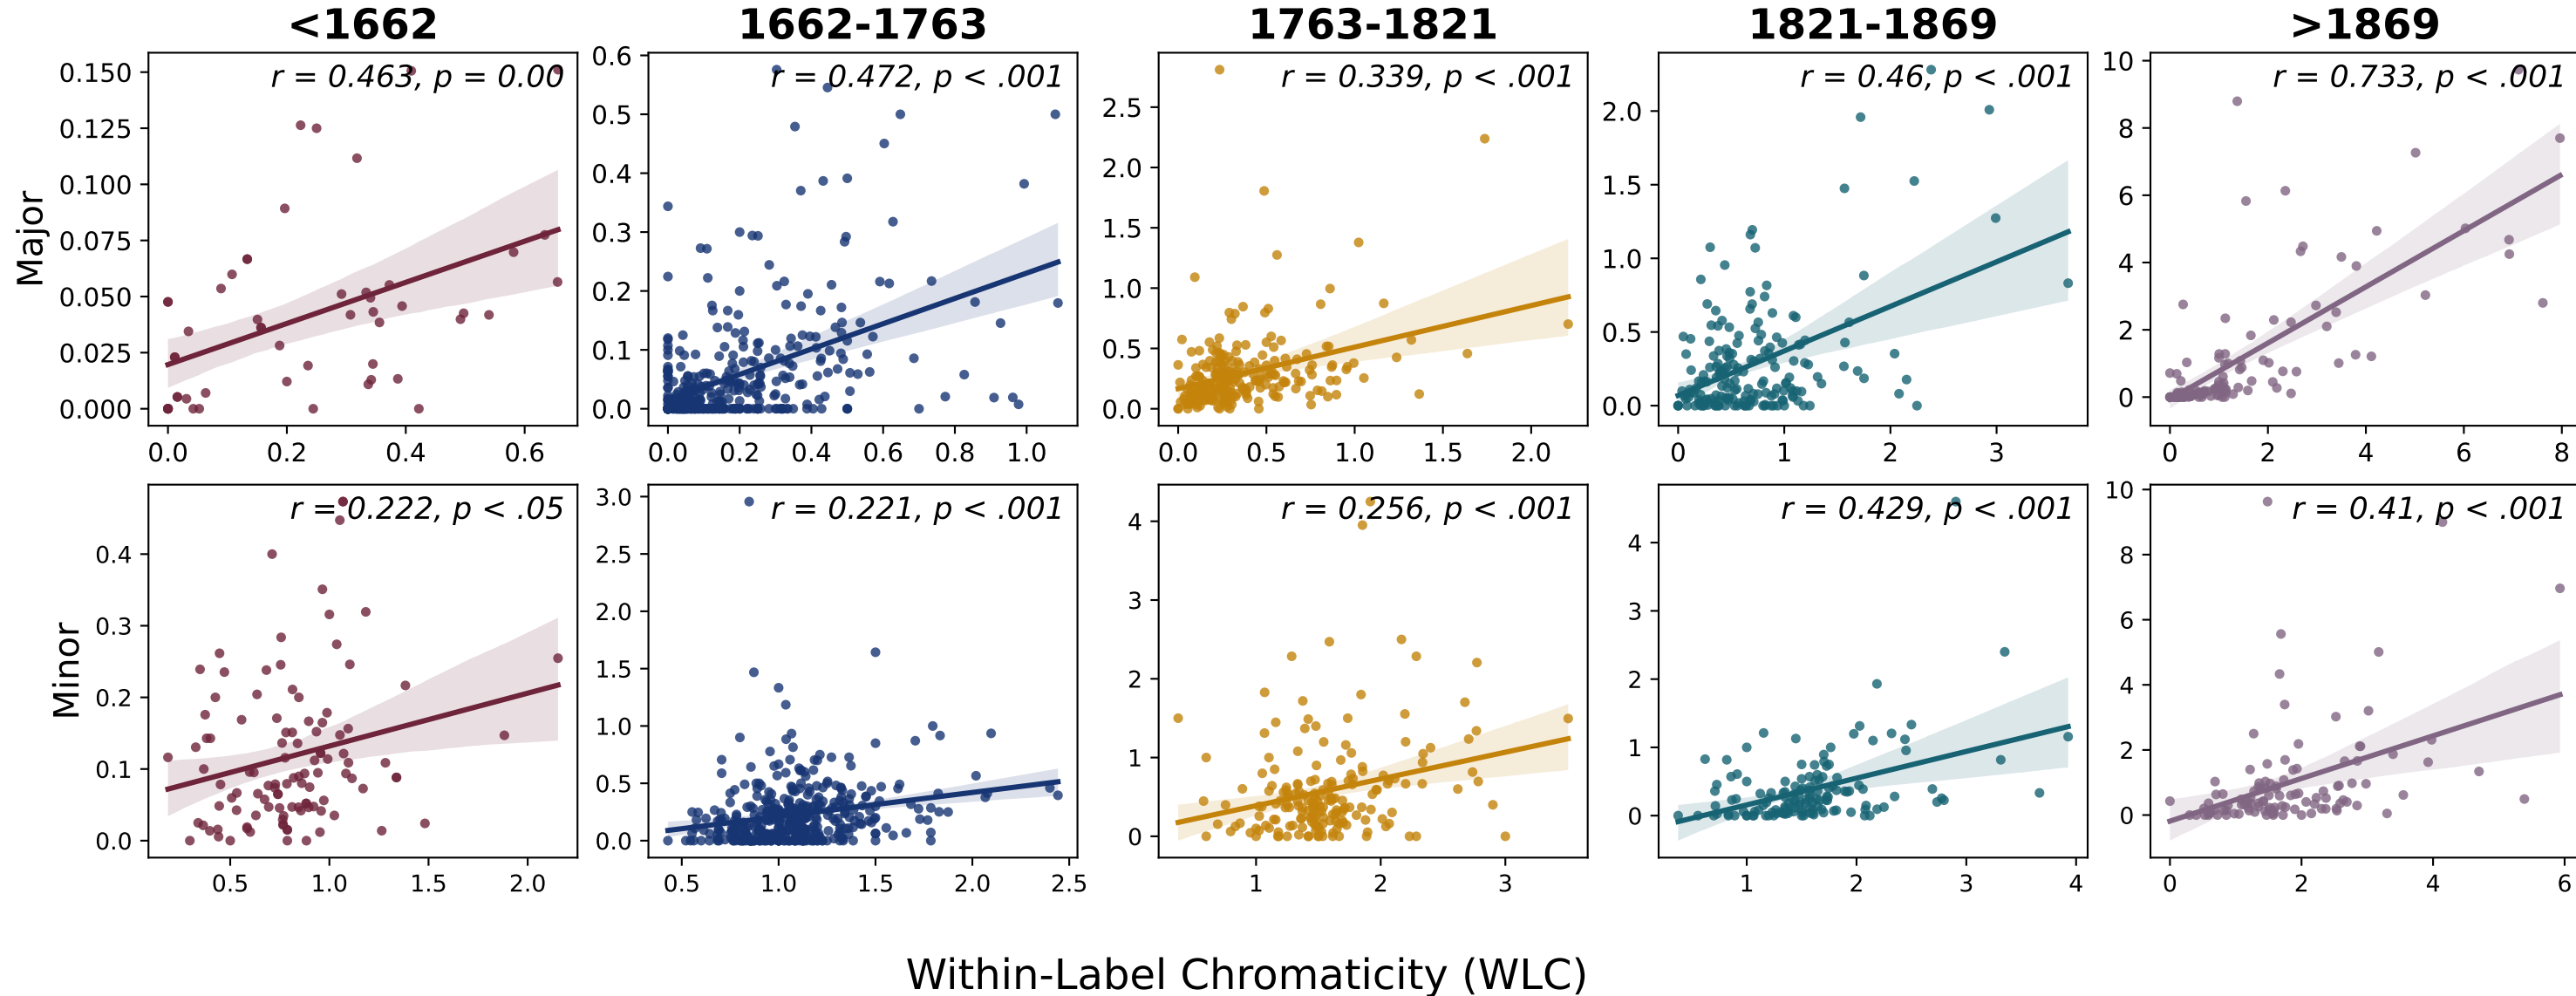 <1662 1662-1763 1763-1821 1821-1869 >1869
Major
r = 0.463, p = 0.00
0.150
0.125
0.100
0.075
0.050
0.025
0.000
0.0 0.2 0.4 0.6
r = 0.472, p < .001
0.6
0.5
0.4
0.3
0.2
0.1
0.0
0.0 0.2 0.4 0.6 0.8 1.0
r = 0.339, p < .001
2.5
2.0
1.5
1.0
0.5
0.0
0.0 0.5 1.0 1.5 2.0
r = 0.46, p < .001
2.0
1.5
1.0
0.5
0.0
0 1 2 3
r = 0.733, p < .001
10
8
6
4
2
0
0 2 4 6 8
Minor
r = 0.222, p < .05
0.4
0.3
0.2
0.1
0.0
0.5 1.0 1.5 2.0
r = 0.221, p < .001
3.0
2.5
2.0
1.5
1.0
0.5
0.0
0.5 1.0 1.5 2.0 2.5
r = 0.256, p < .001
4
3
2
1
0
1 2 3
r = 0.429, p < .001
4
3
2
1
0
1 2 3 4
r = 0.41, p < .001
10
8
6
4
2
0
0 2 4 6
Within-Label Chromaticity (WLC)